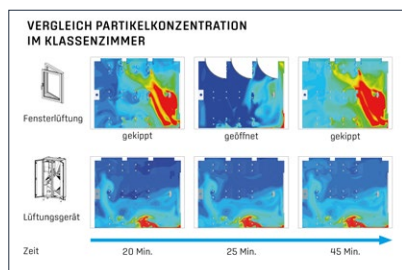 VERGLEICH PARTIKELKONZENTRATION
IM KLASSENZIMMER
Fensterlüftung
gekippt
geöffnet
gekippt
Lüftungsgerät
Zeit
20 Min.
25 Min.
45 Min.